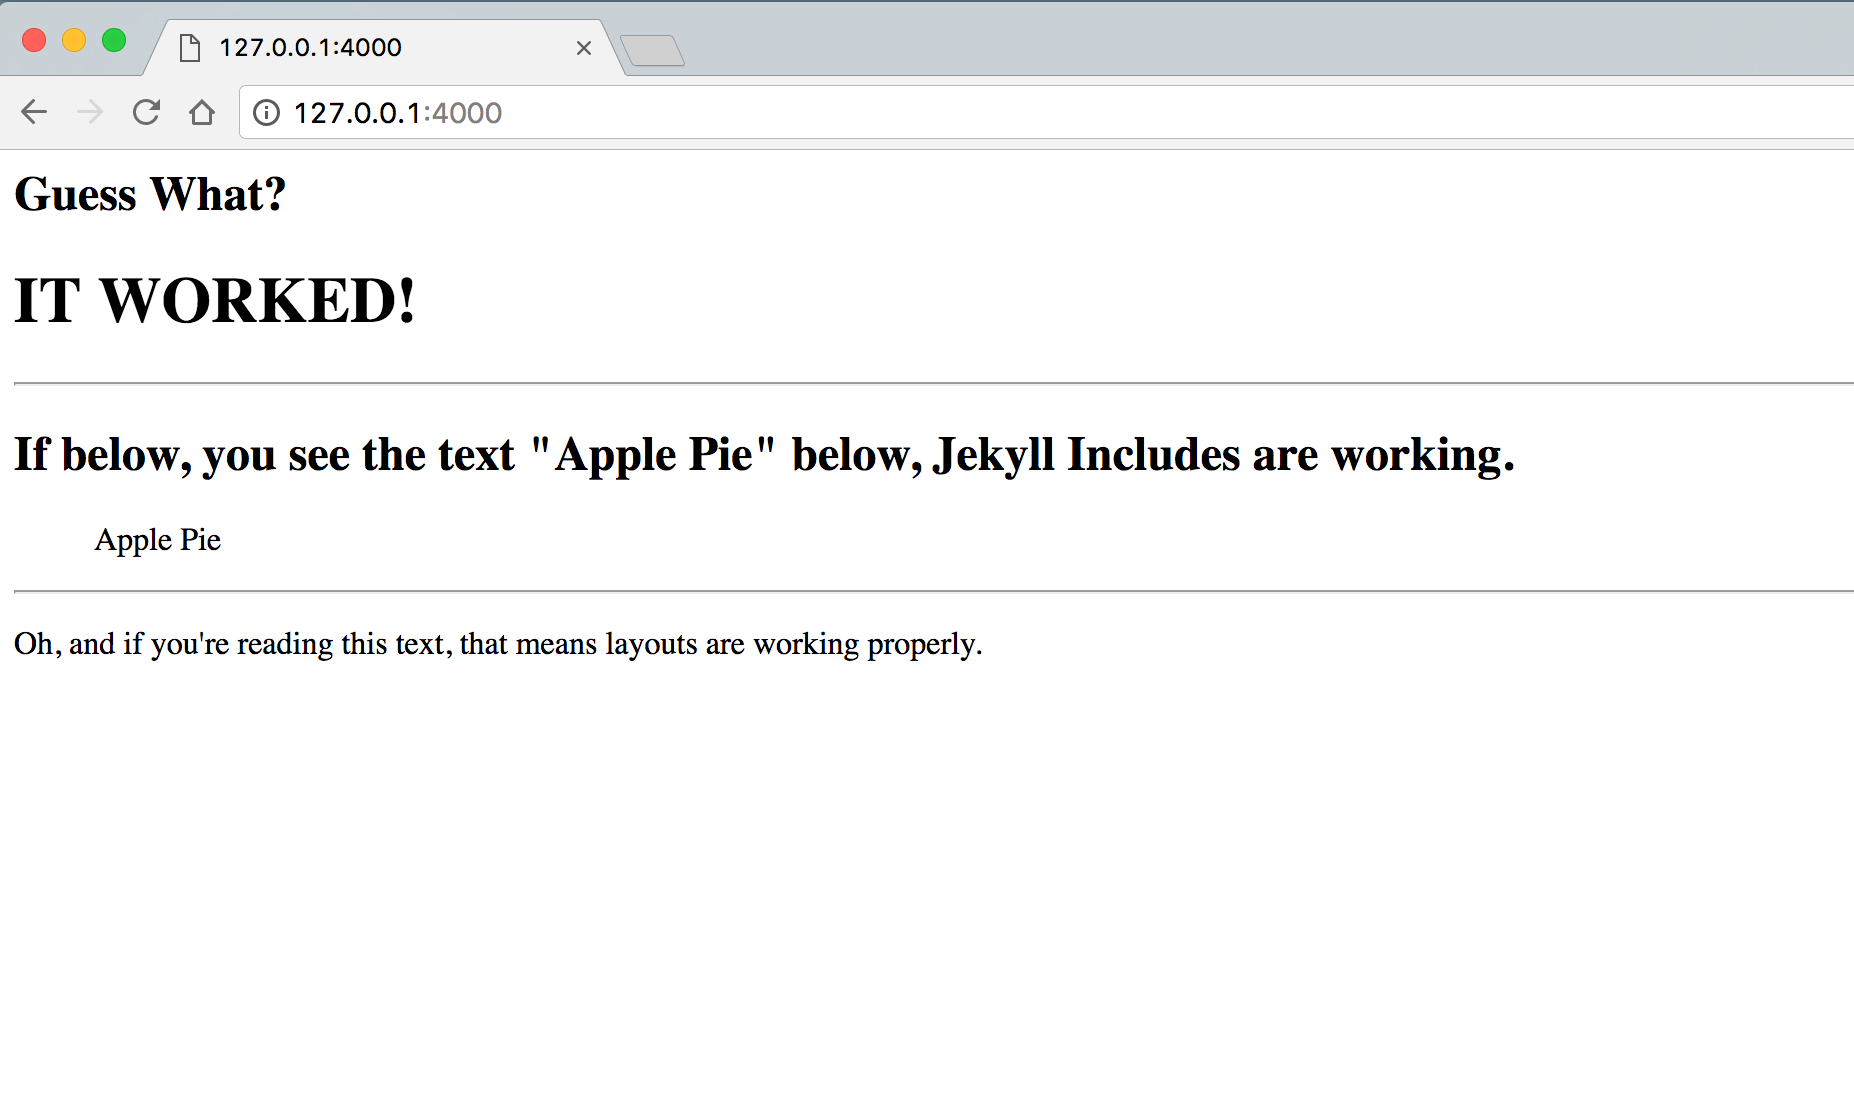 127.0.0.1:4000
127.0.0.1:4000
Guess What?
IT WORKED!
If below, you see the text "Apple Pie" below, Jekyll Includes are working.
Apple Pie
Oh, and if you're reading this text, that means layouts are working properly.